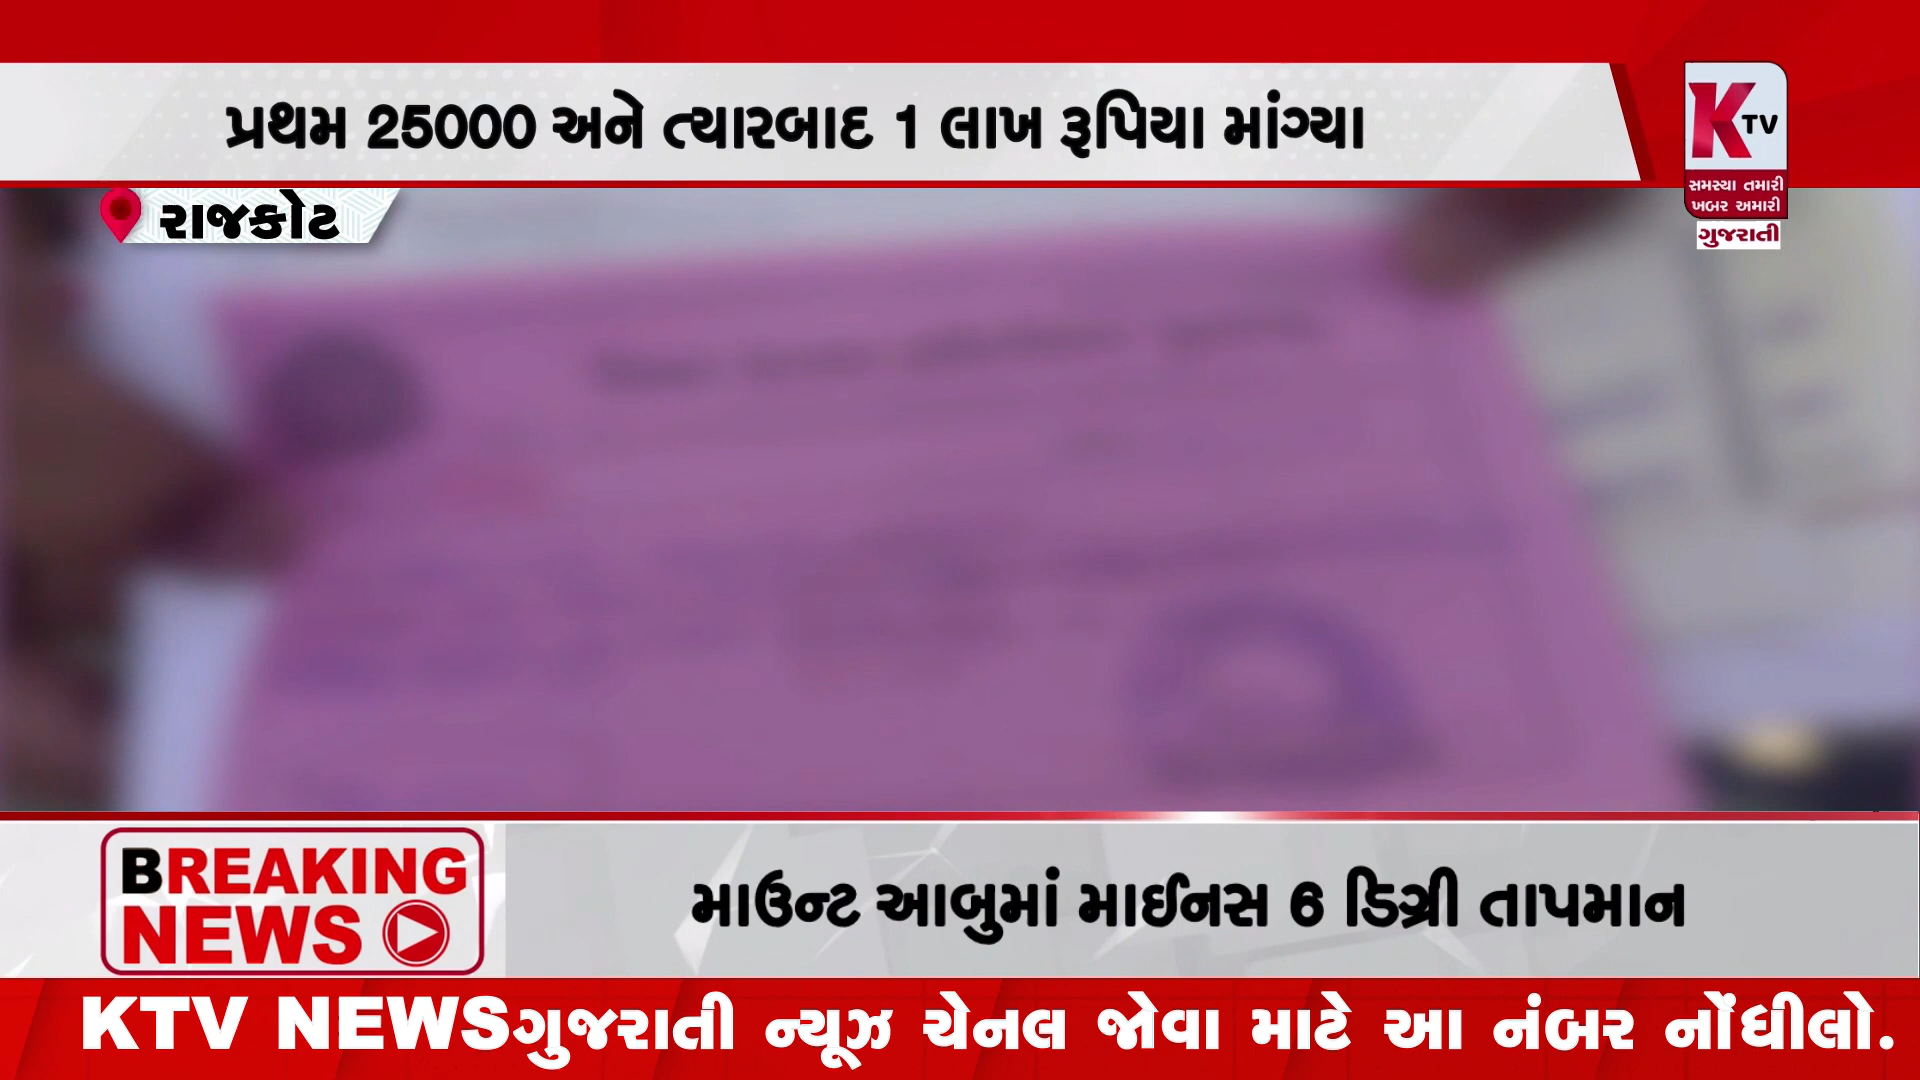 પ્રથમ 25000 અને ત્યારબાદ 1 લાખ રૂપિયા માંગ્યા
K TV
સમસ્યા તમારી
ખબર અમારી
ગુજરાતી
રાજકોટ
BREAKING
NEWS
માઉન્ટ આબુમાં માઈનસ 6 ડિગ્રી તાપમાન
KTV NEWSગુજરાતી ન્યૂઝ ચેનલ જોવા માટે આ નંબર નોંધીલો.